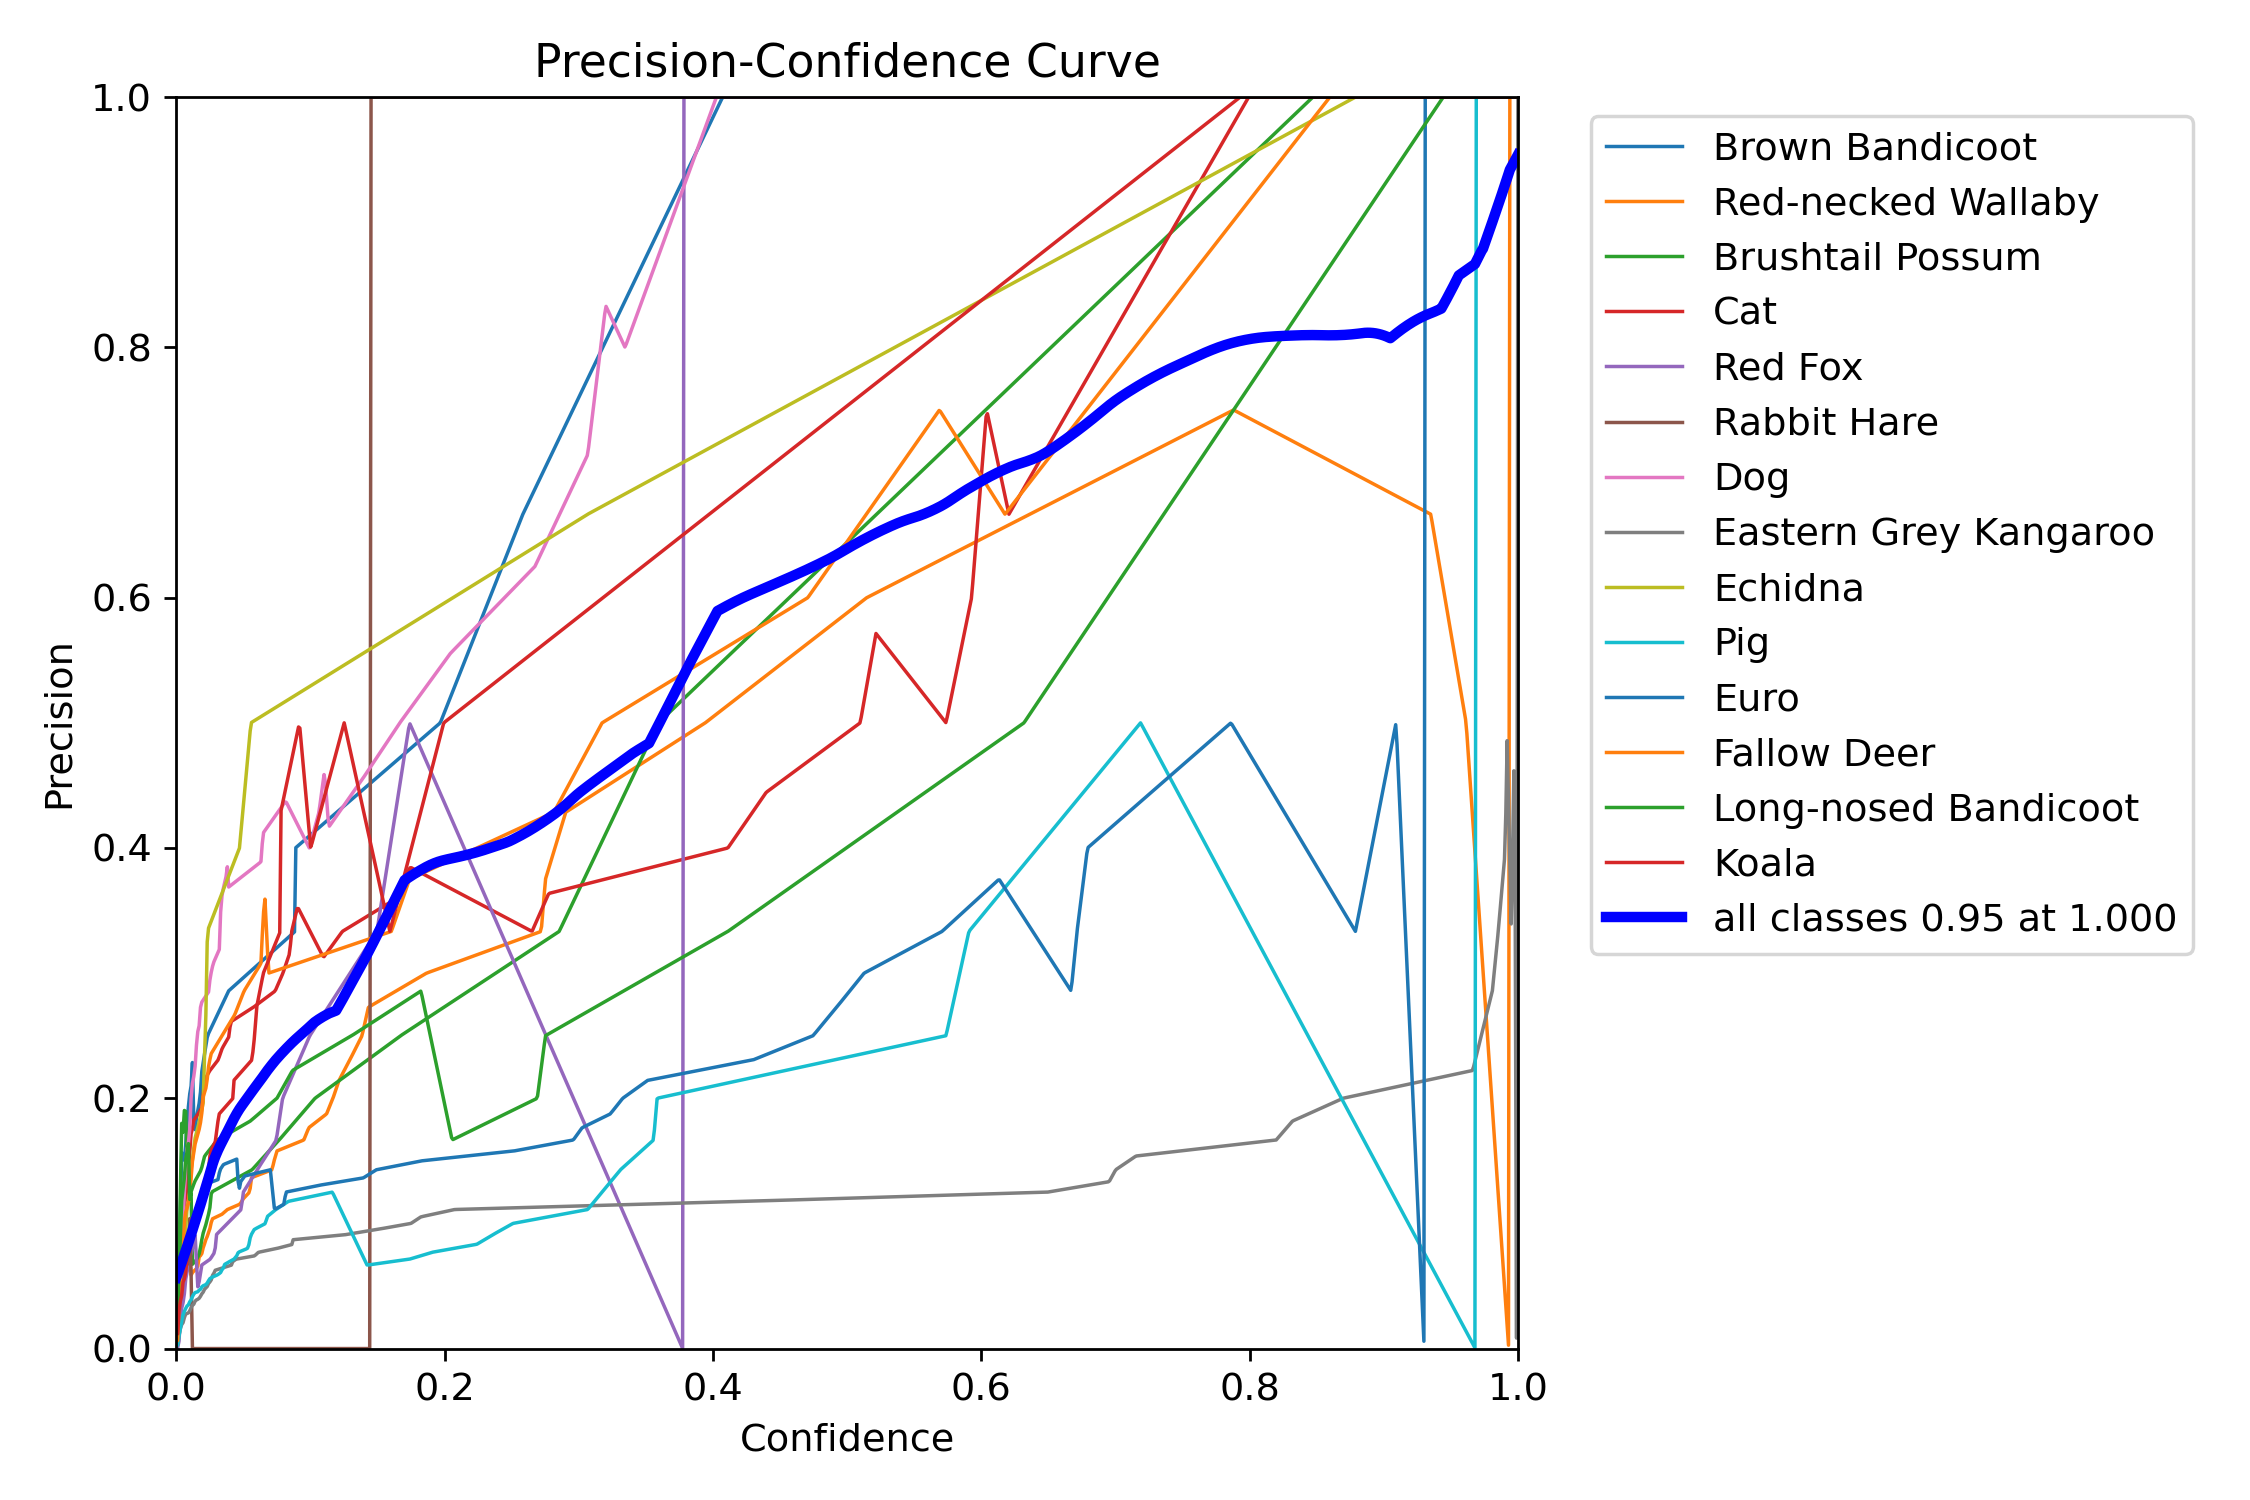 Precision-Confidence Curve
1.0
0.8
0.6
0.4
0.2
0.0
Precision
0.0 0.2 0.4 0.6 0.8 1.0
Confidence
Brown Bandicoot
Red-necked Wallaby
Brushtail Possum
Cat
Red Fox
Rabbit Hare
Dog
Eastern Grey Kangaroo
Echidna
Pig
Euro
Fallow Deer
Long-nosed Bandicoot
Koala
all classes 0.95 at 1.000